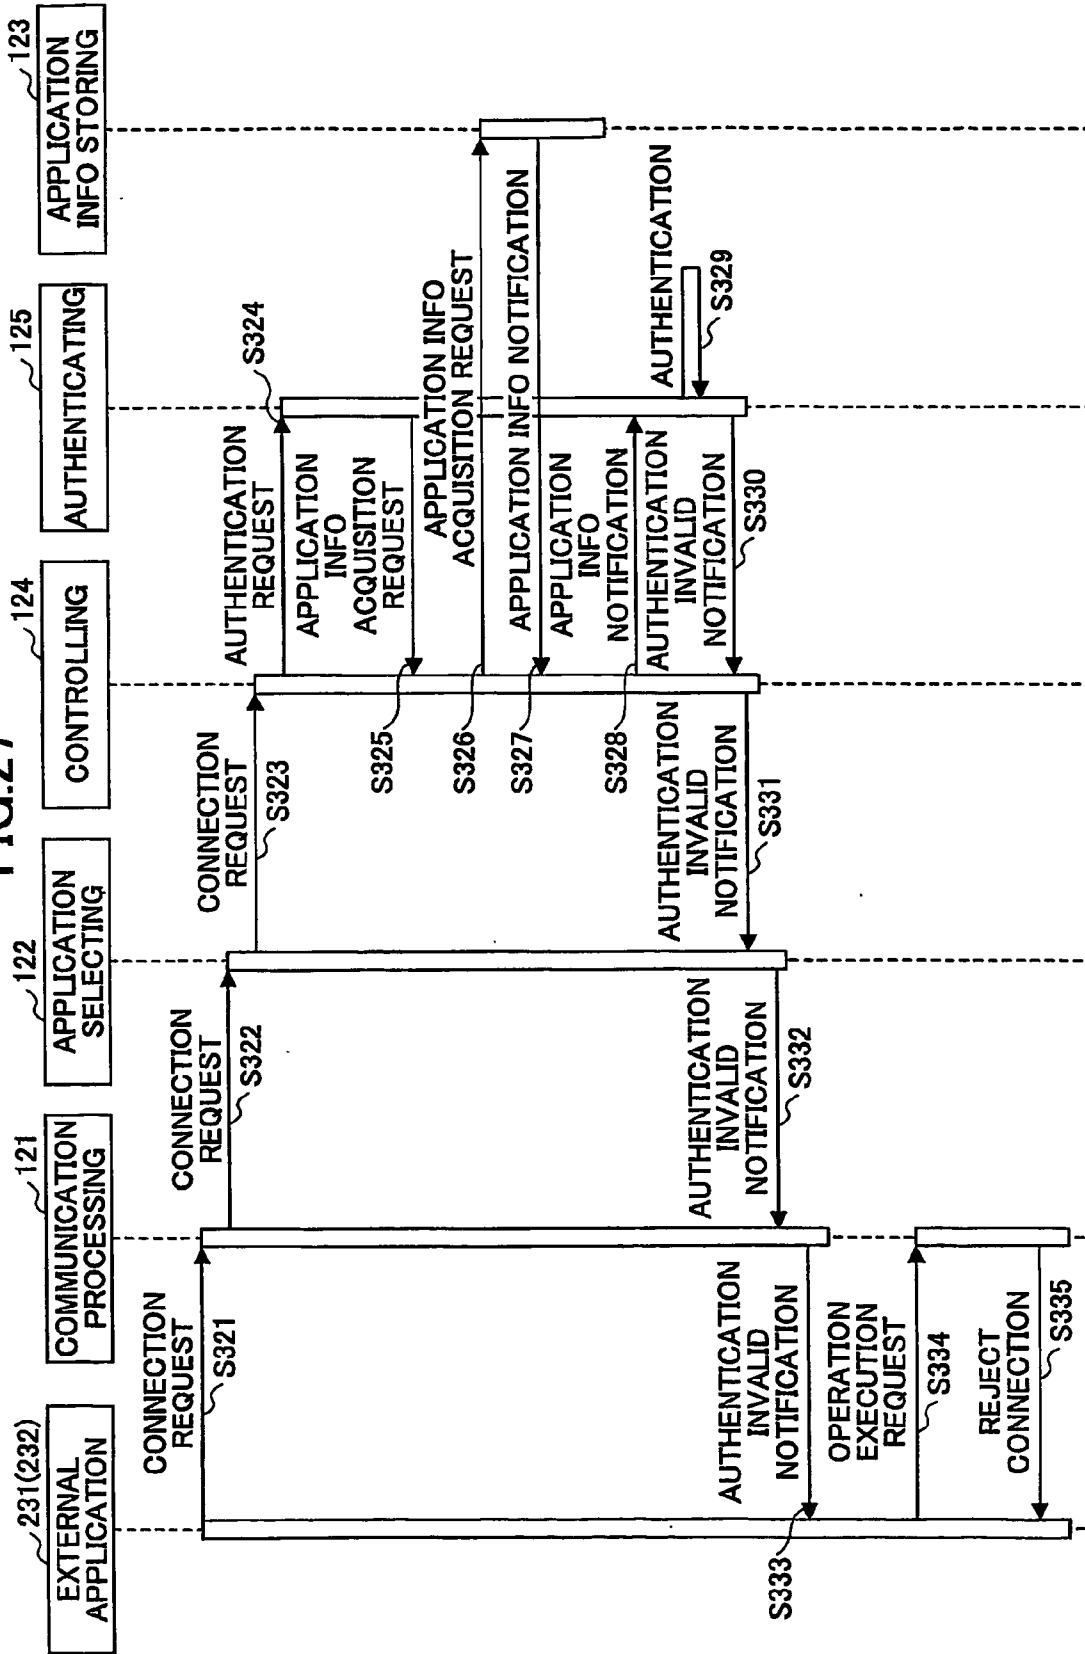 FIG.27
231(232)
EXTERNAL
APPLICATION
121
COMMUNICATION
PROCESSING
122
APPLICATION
SELECTING
124
CONTROLLING
125
AUTHENTICATING
123
APPLICATION
INFO STORING
CONNECTION
REQUEST
S321
CONNECTION
REQUEST
S322
CONNECTION
REQUEST
S323
AUTHENTICATION
REQUEST
S324
APPLICATION
INFO
ACQUISITION
REQUEST
S325
APPLICATION INFO
ACQUISITION REQUEST
S326
APPLICATION INFO NOTIFICATION
S327
APPLICATION
INFO
NOTIFICATION
S328
AUTHENTICATION
S329
AUTHENTICATION
INVALID
NOTIFICATION
S330
AUTHENTICATION
INVALID
NOTIFICATION
S331
AUTHENTICATION
INVALID
NOTIFICATION
S332
AUTHENTICATION
INVALID
NOTIFICATION
S333
OPERATION
EXECUTION
REQUEST
S334
REJECT
CONNECTION
S335